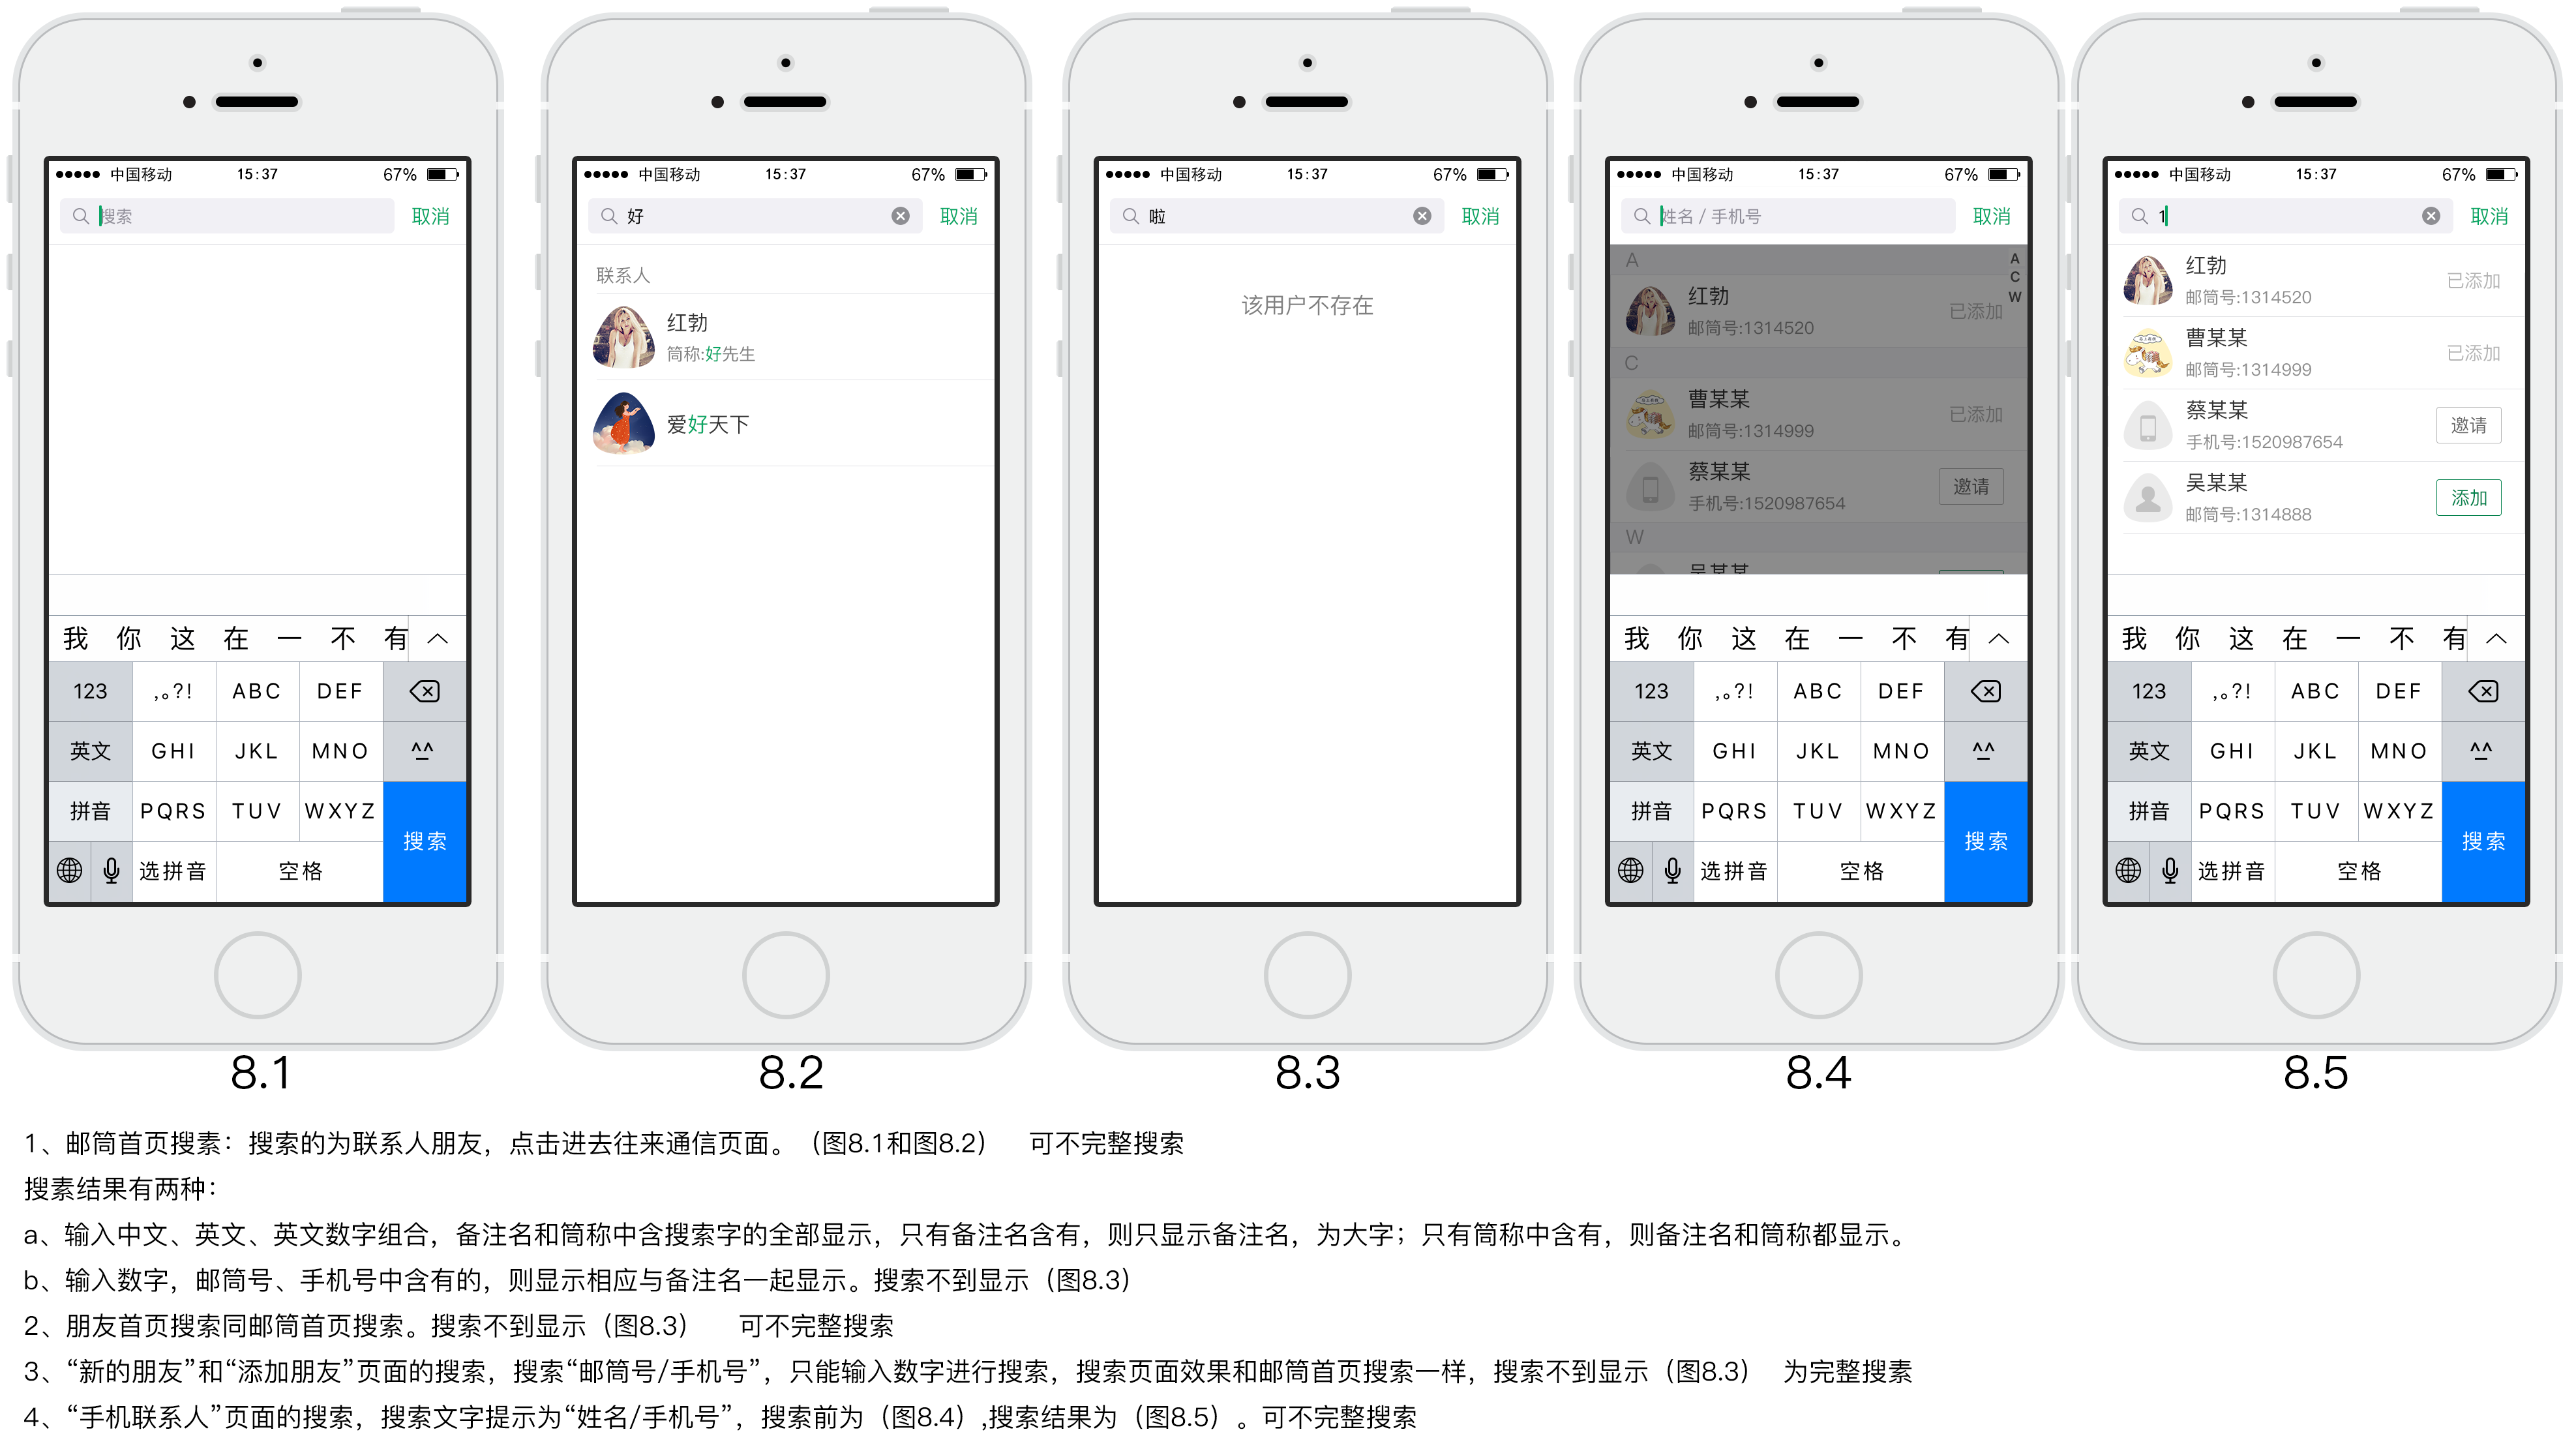 中国移动 15:37 67%
搜索 取消
我 你 这 在 一 不 有
123 ,。?! ABC DEF
英文 GHI JKL MNO ^^
拼音 PQRS TUV WXYZ
搜索
选拼音 空格
8.1
中国移动 15:37 67%
好 取消
联系人
红勃
筒称:好先生
爱好天下
8.2
中国移动 15:37 67%
啦 取消
该用户不存在
8.3
中国移动 15:37 67%
姓名 / 手机号 取消
A
A
C
W
红勃
邮筒号:1314520
已添加
C
曹某某
邮筒号:1314999
已添加
蔡某某
手机号:1520987654
邀请
W
吴某某
我 你 这 在 一 不 有
123 ,。?! ABC DEF
英文 GHI JKL MNO ^^
拼音 PQRS TUV WXYZ
搜索
选拼音 空格
8.4
中国移动 15:37 67%
1 取消
红勃
邮筒号:1314520
已添加
曹某某
邮筒号:1314999
已添加
蔡某某
手机号:1520987654
邀请
吴某某
邮筒号:1314888
添加
我 你 这 在 一 不 有
123 ,。?! ABC DEF
英文 GHI JKL MNO ^^
拼音 PQRS TUV WXYZ
搜索
选拼音 空格
8.5
1、邮筒首页搜素：搜索的为联系人朋友，点击进去往来通信页面。（图8.1和图8.2） 可不完整搜索
搜素结果有两种：
a、输入中文、英文、英文数字组合，备注名和筒称中含搜索字的全部显示，只有备注名含有，则只显示备注名，为大字；只有筒称中含有，则备注名和筒称都显示。
b、输入数字，邮筒号、手机号中含有的，则显示相应与备注名一起显示。搜索不到显示（图8.3）
2、朋友首页搜索同邮筒首页搜索。搜索不到显示（图8.3） 可不完整搜索
3、“新的朋友”和“添加朋友”页面的搜索，搜索“邮筒号/手机号”，只能输入数字进行搜索，搜索页面效果和邮筒首页搜索一样，搜索不到显示（图8.3） 为完整搜素
4、“手机联系人”页面的搜索，搜索文字提示为“姓名/手机号”，搜索前为（图8.4）,搜索结果为（图8.5）。可不完整搜索